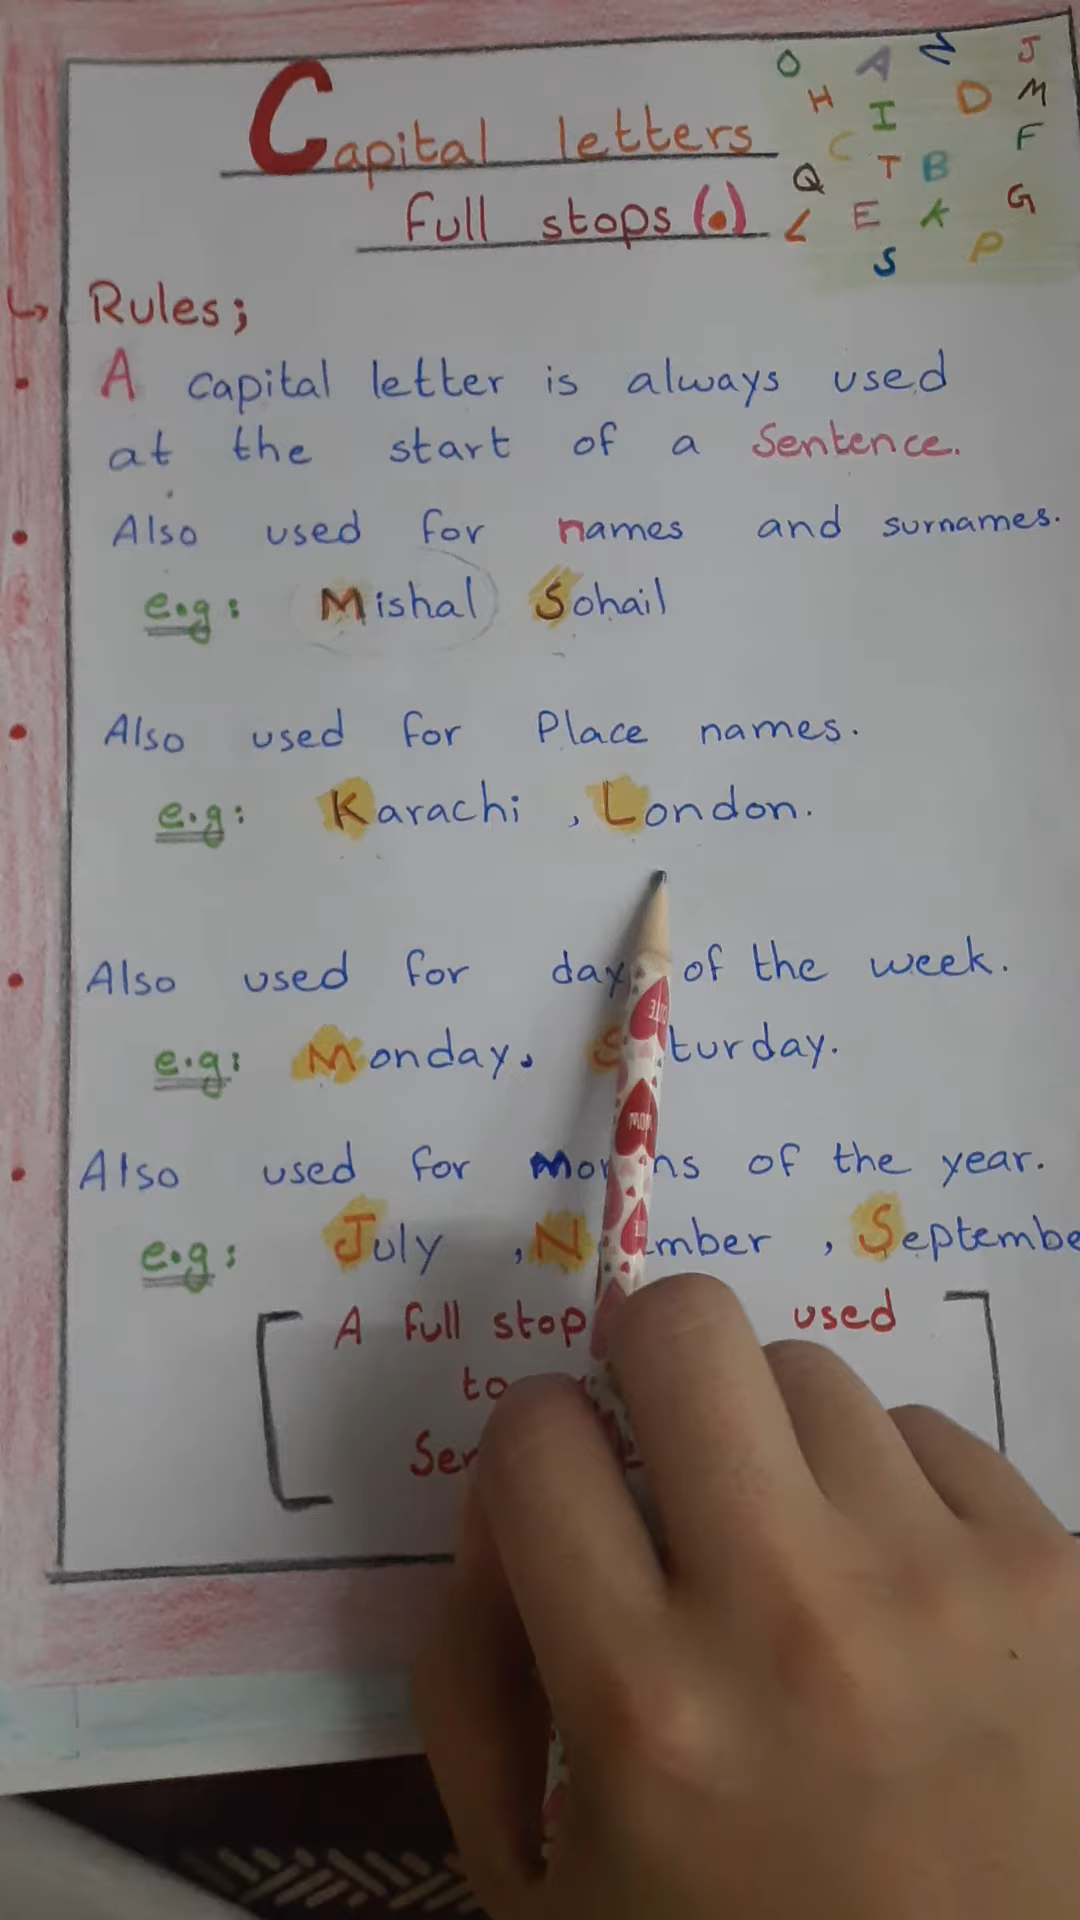 O A N J
H I D M
C F
Q T B
L E K G
S P
Capital letters
full stops (.)
Rules;
A capital letter is always used
at the start of a Sentence.
Also used for names and surnames.
e.g: Mishal Sohail
Also used for Place names.
e.g: Karachi , London.
Also used for day of the week.
e.g: Monday, turday.
Also used for of the year.
e.g: July , N mber , Septembe
A full stop used
to